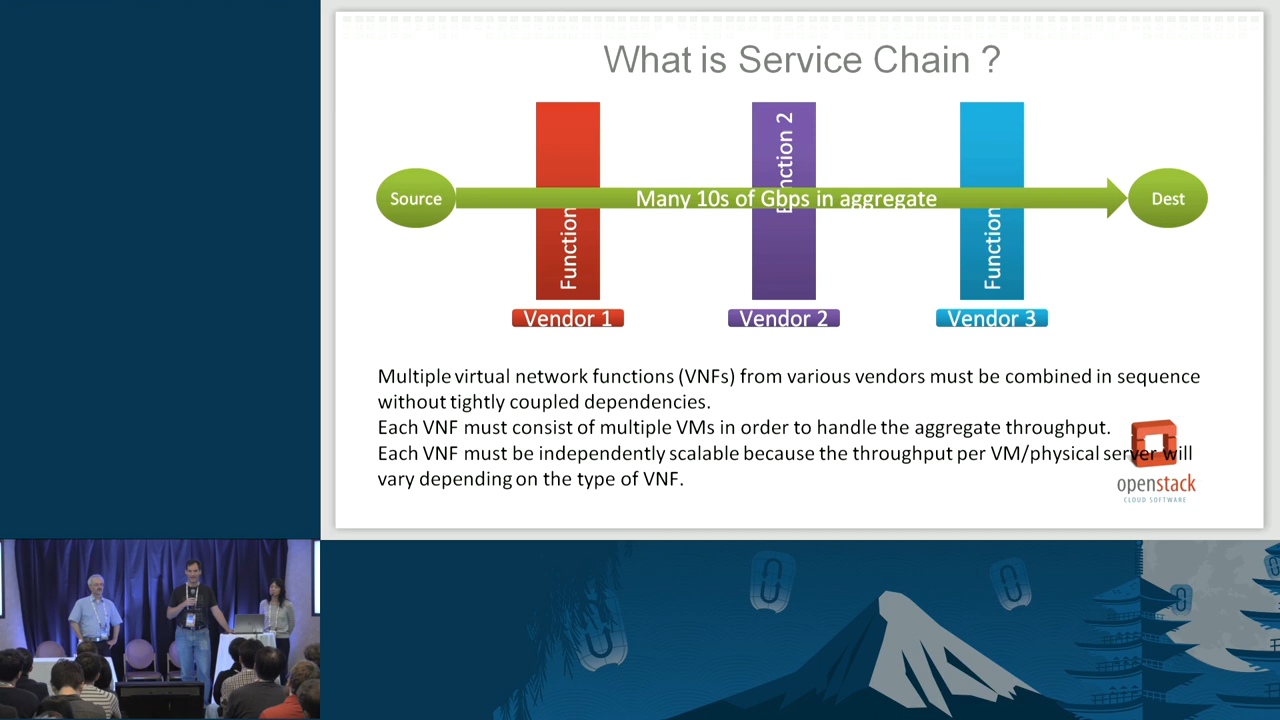 What is Service Chain ?
Function
Function 2
Function
Source
Many 10s of Gbps in aggregate
Dest
Vendor 1
Vendor 2
Vendor 3
Multiple virtual network functions (VNFs) from various vendors must be combined in sequence
without tightly coupled dependencies.
Each VNF must consist of multiple VMs in order to handle the aggregate throughput.
Each VNF must be independently scalable because the throughput per VM/physical server will
vary depending on the type of VNF.
openstack
CLOUD SOFTWARE